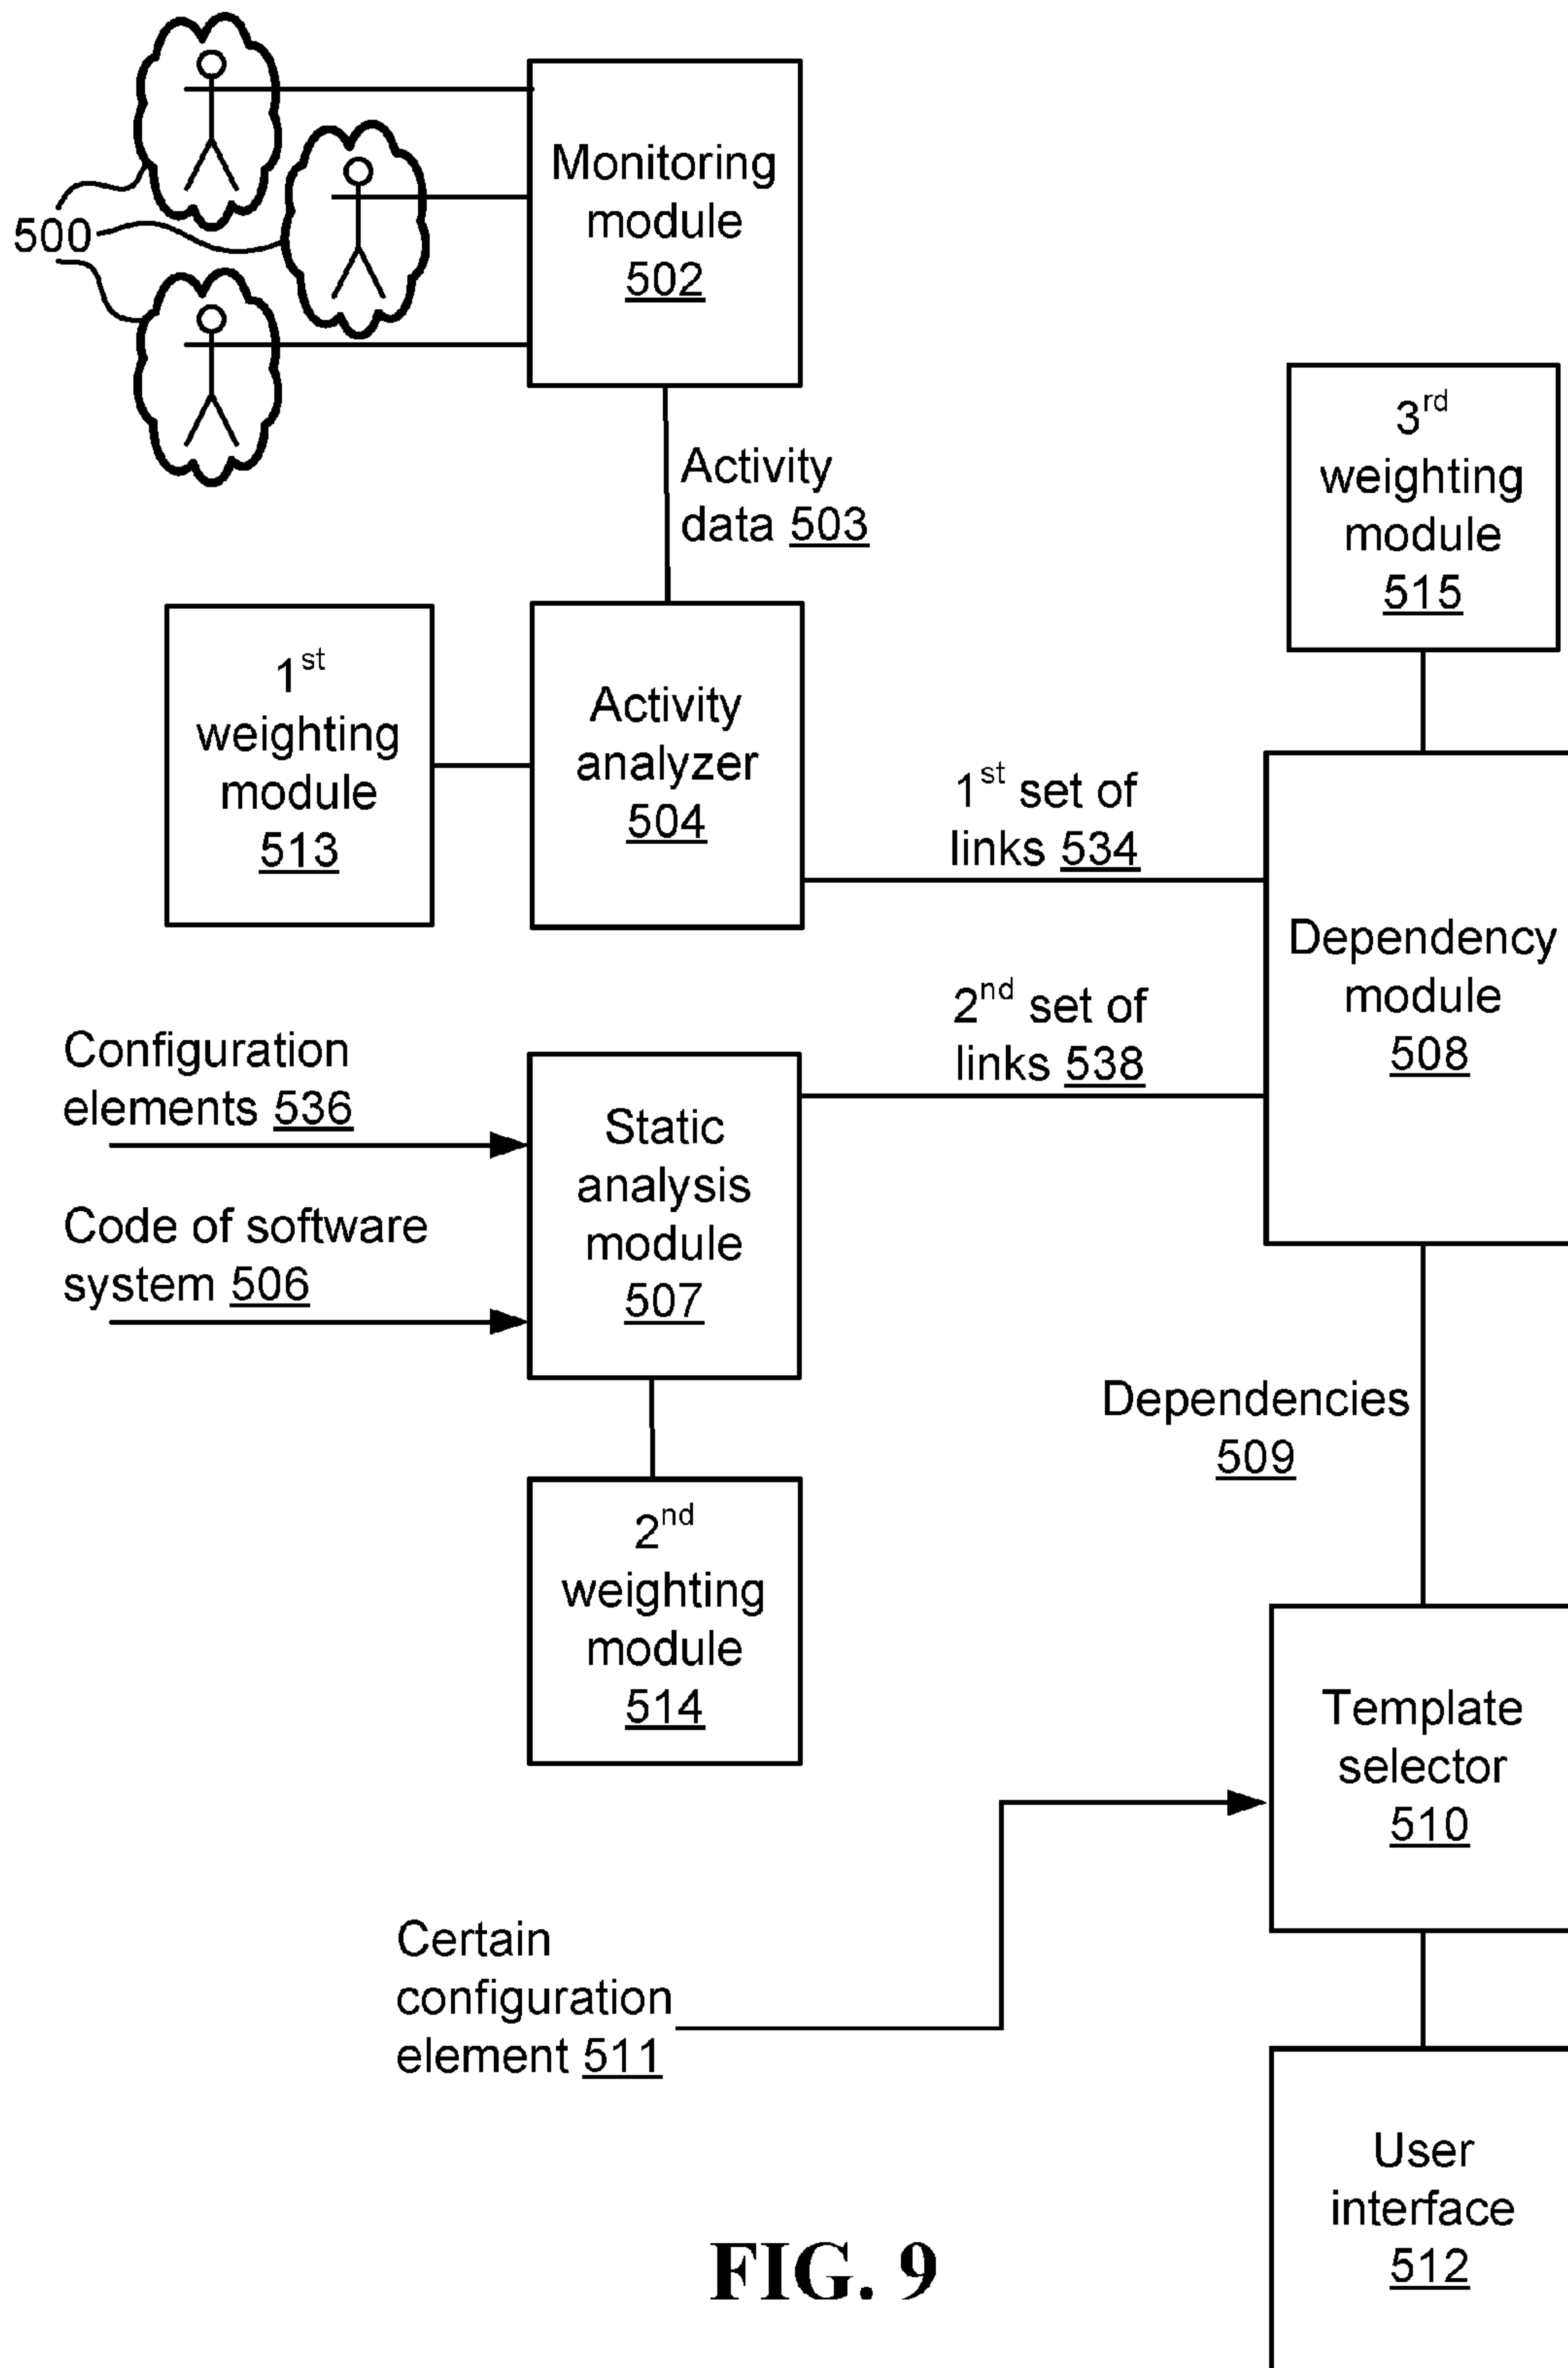 500
Monitoring
module
502
Activity
data 503
3rd
weighting
module
515
1st
weighting
module
513
Activity
analyzer
504
1st set of
links 534
Dependency
module
508
2nd set of
links 538
Configuration
elements 536
Code of software
system 506
Static
analysis
module
507
Dependencies
509
2nd
weighting
module
514
Template
selector
510
Certain
configuration
element 511
User
interface
512
FIG. 9